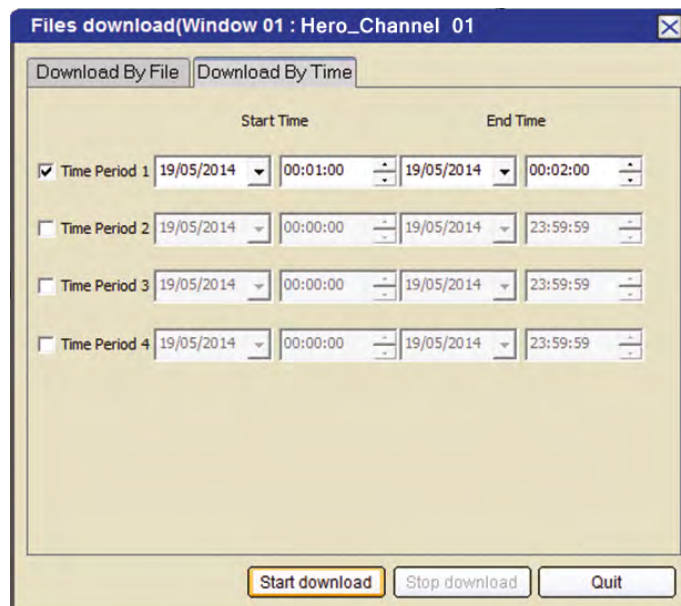 Files download(Window 01 : Hero_Channel 01
Download By File Download By Time
Start Time End Time
Time Period 1 19/05/2014 00:01:00 19/05/2014 00:02:00
Time Period 2 19/05/2014 00:00:00 19/05/2014 23:59:59
Time Period 3 19/05/2014 00:00:00 19/05/2014 23:59:59
Time Period 4 19/05/2014 00:00:00 19/05/2014 23:59:59
Start download Stop download Quit